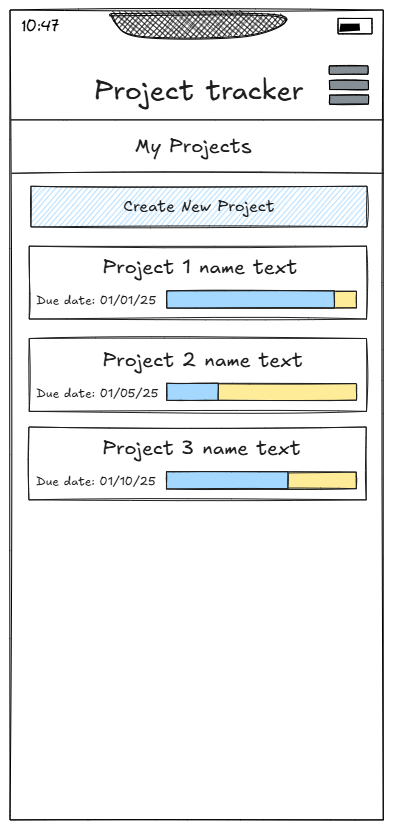 10:47
Project tracker
My Projects
Create New Project
Project 1 name text
Due date: 01/01/25
Project 2 name text
Due date: 01/05/25
Project 3 name text
Due date: 01/10/25